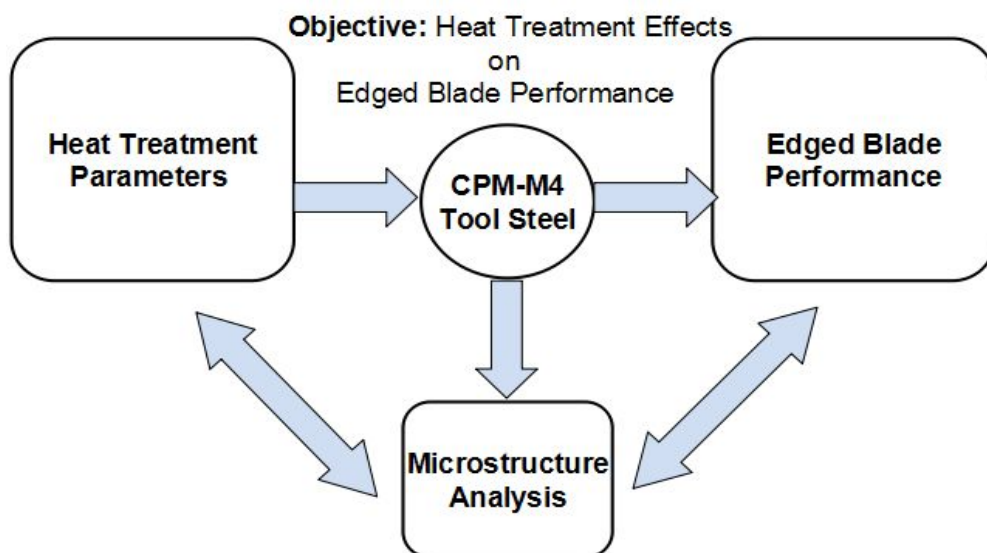 Objective: Heat Treatment Effects
on
Edged Blade Performance
Heat Treatment
Parameters
CPM-M4
Tool Steel
Edged Blade
Performance
Microstructure
Analysis